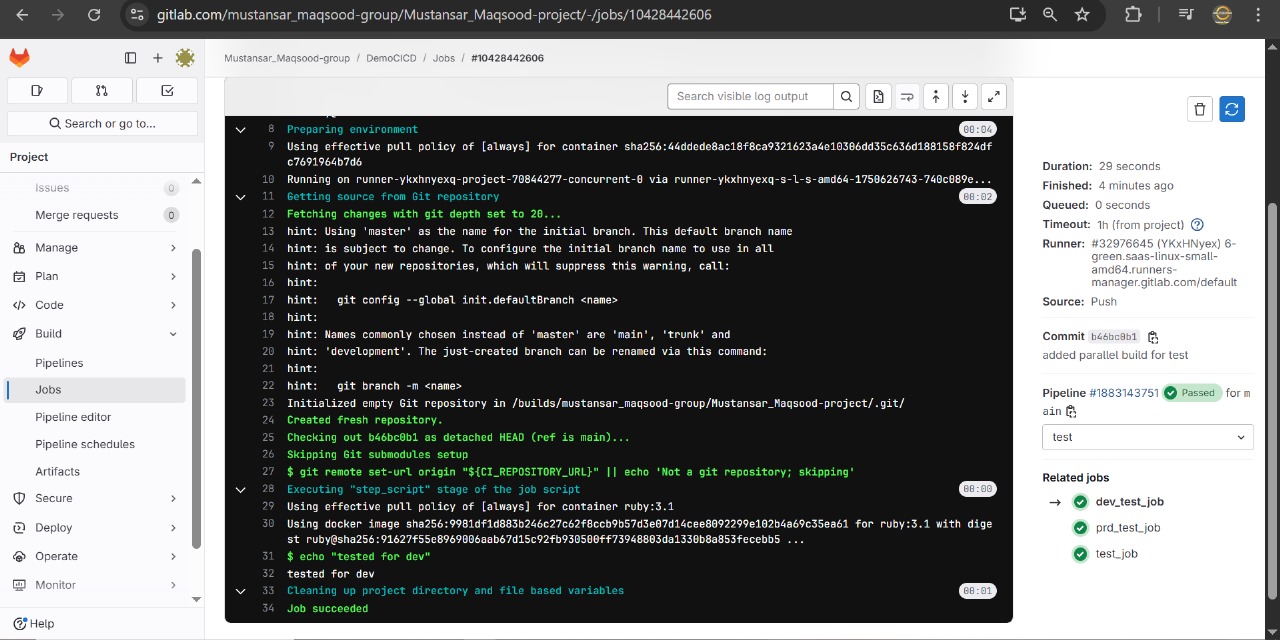 gitlab.com/mustansar_maqsood-group/Mustansar_Maqsood-project/-/jobs/10428442606
Mustansar_Maqsood-group / DemoCICD / Jobs / #10428442606
Search or go to...
Project
Issues 0
Merge requests 0
Manage
Plan
Code
Build
Pipelines
Jobs
Pipeline editor
Pipeline schedules
Artifacts
Secure
Deploy
Operate
Monitor
Help
Search visible log output
8 Preparing environment 00:04
9 Using effective pull policy of [always] for container sha256:44ddede8ac18f8ca9321623a4e10306dd35c636d188158f824df
c7691964b7d6
10 Running on runner-ykxhnyexq-project-70844277-concurrent-0 via runner-ykxhnyexq-s-l-s-amd64-1750626743-740c089e...
11 Getting source from Git repository 00:02
12 Fetching changes with git depth set to 20...
13 hint: Using 'master' as the name for the initial branch. This default branch name
14 hint: is subject to change. To configure the initial branch name to use in all
15 hint: of your new repositories, which will suppress this warning, call:
16 hint:
17 hint:   git config --global init.defaultBranch <name>
18 hint:
19 hint: Names commonly chosen instead of 'master' are 'main', 'trunk' and
20 hint: 'development'. The just-created branch can be renamed via this command:
21 hint:
22 hint:   git branch -m <name>
23 Initialized empty Git repository in /builds/mustansar_maqsood-group/Mustansar_Maqsood-project/.git/
24 Created fresh repository.
25 Checking out b46bc0b1 as detached HEAD (ref is main)...
26 Skipping Git submodules setup
27 $ git remote set-url origin "${CI_REPOSITORY_URL}" || echo 'Not a git repository; skipping'
28 Executing "step_script" stage of the job script 00:00
29 Using effective pull policy of [always] for container ruby:3.1
30 Using docker image sha256:9981df1d883b246c27c62f8ccb9b57d3e07d14cee8092299e102b4a69c35ea61 for ruby:3.1 with dige
st ruby@sha256:91627f55e8969006aab67d15c92fb930500ff73948803da1330b8a853fecebb5 ...
31 $ echo "tested for dev"
32 tested for dev
33 Cleaning up project directory and file based variables 00:01
34 Job succeeded
Duration: 29 seconds
Finished: 4 minutes ago
Queued: 0 seconds
Timeout: 1h (from project)
Runner: #32976645 (YKxHNyex) 6-
green.saas-linux-small-
amd64.runners-
manager.gitlab.com/default
Source: Push
Commit b46bc0b1
added parallel build for test
Pipeline #1883143751 Passed for m
ain
test
Related jobs
→ dev_test_job
prd_test_job
test_job